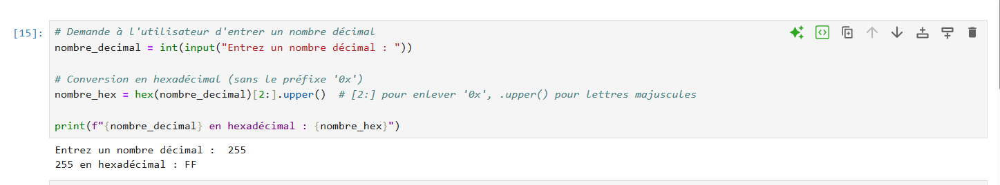 [15]:
# Demande à l'utilisateur d'entrer un nombre décimal
nombre_decimal = int(input("Entrez un nombre décimal : "))
# Conversion en hexadécimal (sans le préfixe '0x')
nombre_hex = hex(nombre_decimal)[2:].upper()  # [2:] pour enlever '0x', .upper() pour lettres majuscules
print(f"{nombre_decimal} en hexadécimal : {nombre_hex}")
Entrez un nombre décimal :  255
255 en hexadécimal : FF